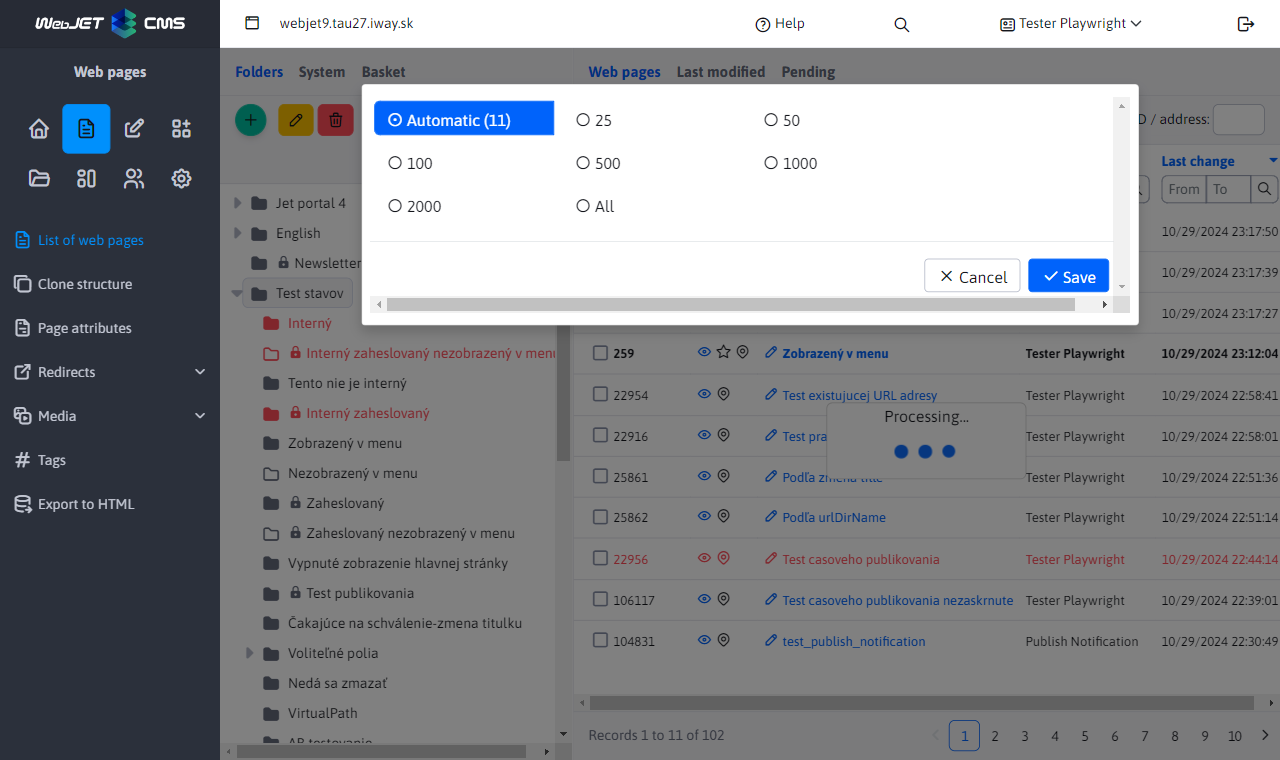 WebJET CMS
webjet9.tau27.iway.sk
Help
Tester Playwright
Web pages
Folders System Basket
Web pages Last modified Pending
/ address:
Automatic (11)
25
50
100
500
1000
2000
All
Cancel
Save
Last change
From To
List of web pages
Clone structure
Page attributes
Redirects
Media
Tags
Export to HTML
Jet portal 4
English
Newsletter
Test stavov
Interný
Interný zaheslovaný nezobrazený v menu
Tento nie je interný
Interný zaheslovaný
Zobrazený v menu
Nezobrazený v menu
Zaheslovaný
Zaheslovaný nezobrazený v menu
Vypnuté zobrazenie hlavnej stránky
Test publikovania
Čakajúce na schválenie-zmena titulku
Voliteľné polia
Nedá sa zmazať
VirtualPath
AB testovanie
10/29/2024 23:17:50
10/29/2024 23:17:39
10/29/2024 23:17:27
259 Zobrazený v menu Tester Playwright 10/29/2024 23:12:04
22954 Test existujucej URL adresy Tester Playwright 10/29/2024 22:58:41
Processing...
22916 Test pra Tester Playwright 10/29/2024 22:58:01
25861 Podľa zmena title Tester Playwright 10/29/2024 22:51:36
25862 Podľa urlDirName Tester Playwright 10/29/2024 22:51:14
22956 Test casoveho publikovania Tester Playwright 10/29/2024 22:44:14
106117 Test casoveho publikovania nezaskrnute Tester Playwright 10/29/2024 22:39:01
104831 test_publish_notification Publish Notification 10/29/2024 22:30:49
Records 1 to 11 of 102
1 2 3 4 5 6 7 8 9 10